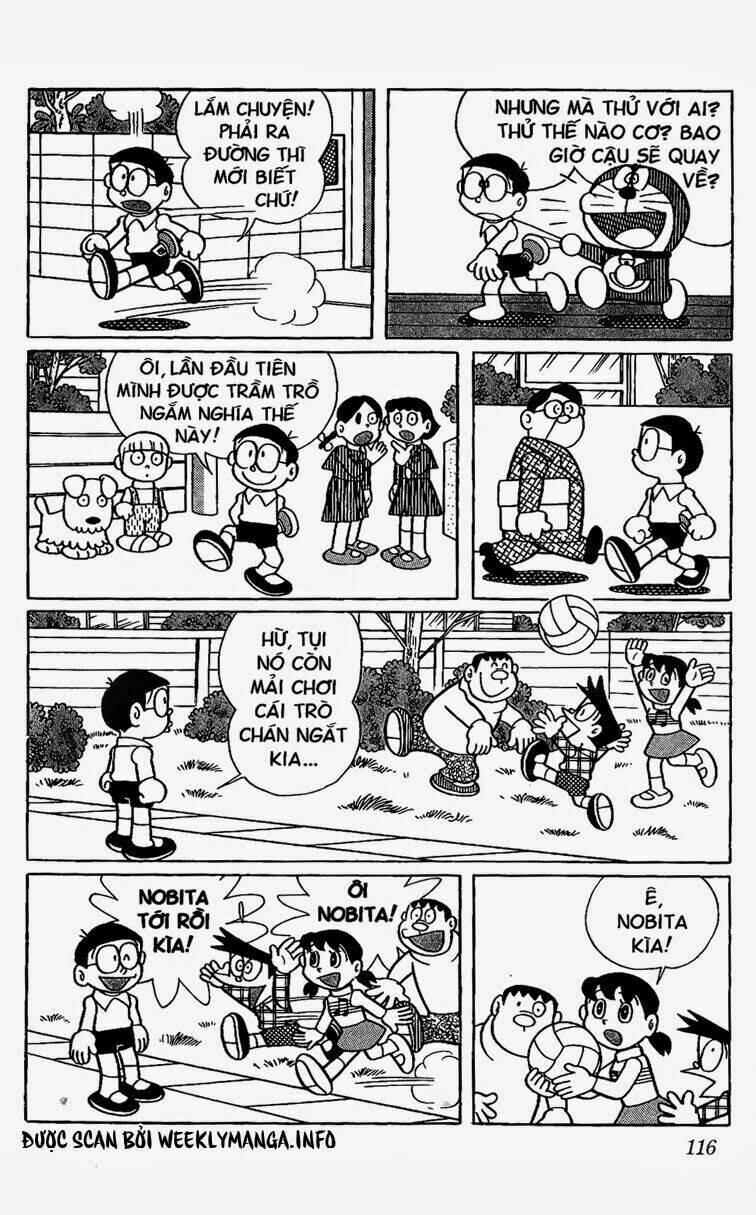 NHƯNG MÀ THỬ VỚI AI?
THỬ THẾ NÀO CƠ? BAO
GIỜ CẬU SẼ QUAY
VỀ?
LẮM CHUYỆN!
PHẢI RA
ĐƯỜNG THÌ
MỚI BIẾT
CHỨ!
ÔI, LẦN ĐẦU TIÊN
MÌNH ĐƯỢC TRẦM TRỒ
NGẮM NGHÍA THẾ
NÀY!
HỪ, TỤI
NÓ CÒN
MẢI CHƠI
CÁI TRÒ
CHÁN NGẮT
KIA...
Ê,
NOBITA
KÌA!
ÔI
NOBITA!
NOBITA
TỚI RỒI
KÌA!
ĐƯỢC SCAN BỞI WEEKLYMANGA.INFO
116